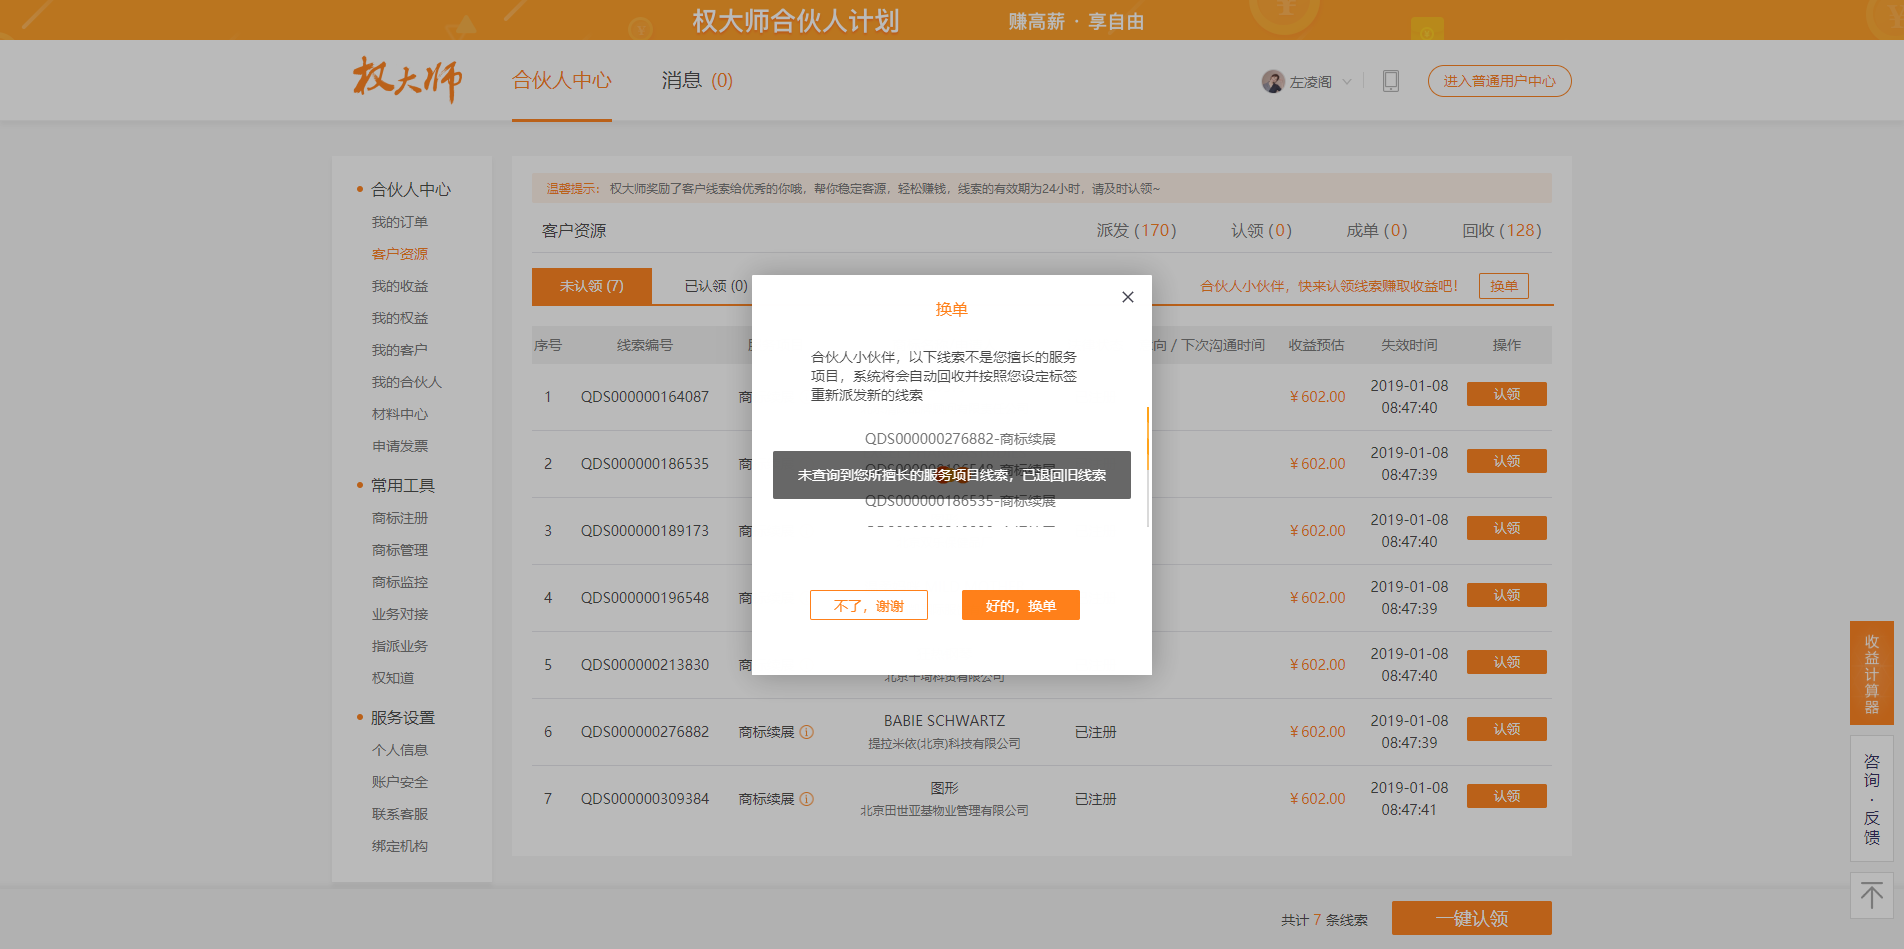 权大师合伙人计划
赚高薪 · 享自由
权大师
合伙人中心
消息 (0)
左凌阁
进入普通用户中心
合伙人中心
我的订单
客户资源
我的收益
我的权益
我的客户
我的合伙人
材料中心
申请发票
常用工具
商标注册
商标管理
商标监控
业务对接
指派业务
权知道
服务设置
个人信息
账户安全
联系客服
绑定机构
温馨提示： 权大师奖励了客户线索给优秀的你哦，帮你稳定客源，轻松赚钱，线索的有效期为24小时，请及时认领~
客户资源
派发 (170)
认领 (0)
成单 (0)
回收 (128)
未认领 (7)
已认领 (0)
合伙人小伙伴，快来认领线索赚取收益吧！
换单
序号
线索编号
向 / 下次沟通时间
收益预估
失效时间
操作
1 QDS000000164087 商 ￥602.00 2019-01-08 08:47:40 认领
2 QDS000000186535 商 ￥602.00 2019-01-08 08:47:39 认领
3 QDS000000189173 商 ￥602.00 2019-01-08 08:47:40 认领
4 QDS000000196548 商 ￥602.00 2019-01-08 08:47:39 认领
5 QDS000000213830 商 ￥602.00 2019-01-08 08:47:40 认领
6 QDS000000276882 商标续展 BABIE SCHWARTZ 提拉米依(北京)科技有限公司 已注册 ￥602.00 2019-01-08 08:47:39 认领
7 QDS000000309384 商标续展 图形 北京田世亚基物业管理有限公司 已注册 ￥602.00 2019-01-08 08:47:41 认领
换单
合伙人小伙伴，以下线索不是您擅长的服务
项目，系统将会自动回收并按照您设定标签
重新派发新的线索
QDS000000276882-商标续展
未查询到您所擅长的服务项目线索，已退回旧线索
QDS000000186535-商标续展
不了，谢谢
好的，换单
共计 7 条线索
一键认领
收益计算器
咨询·反馈